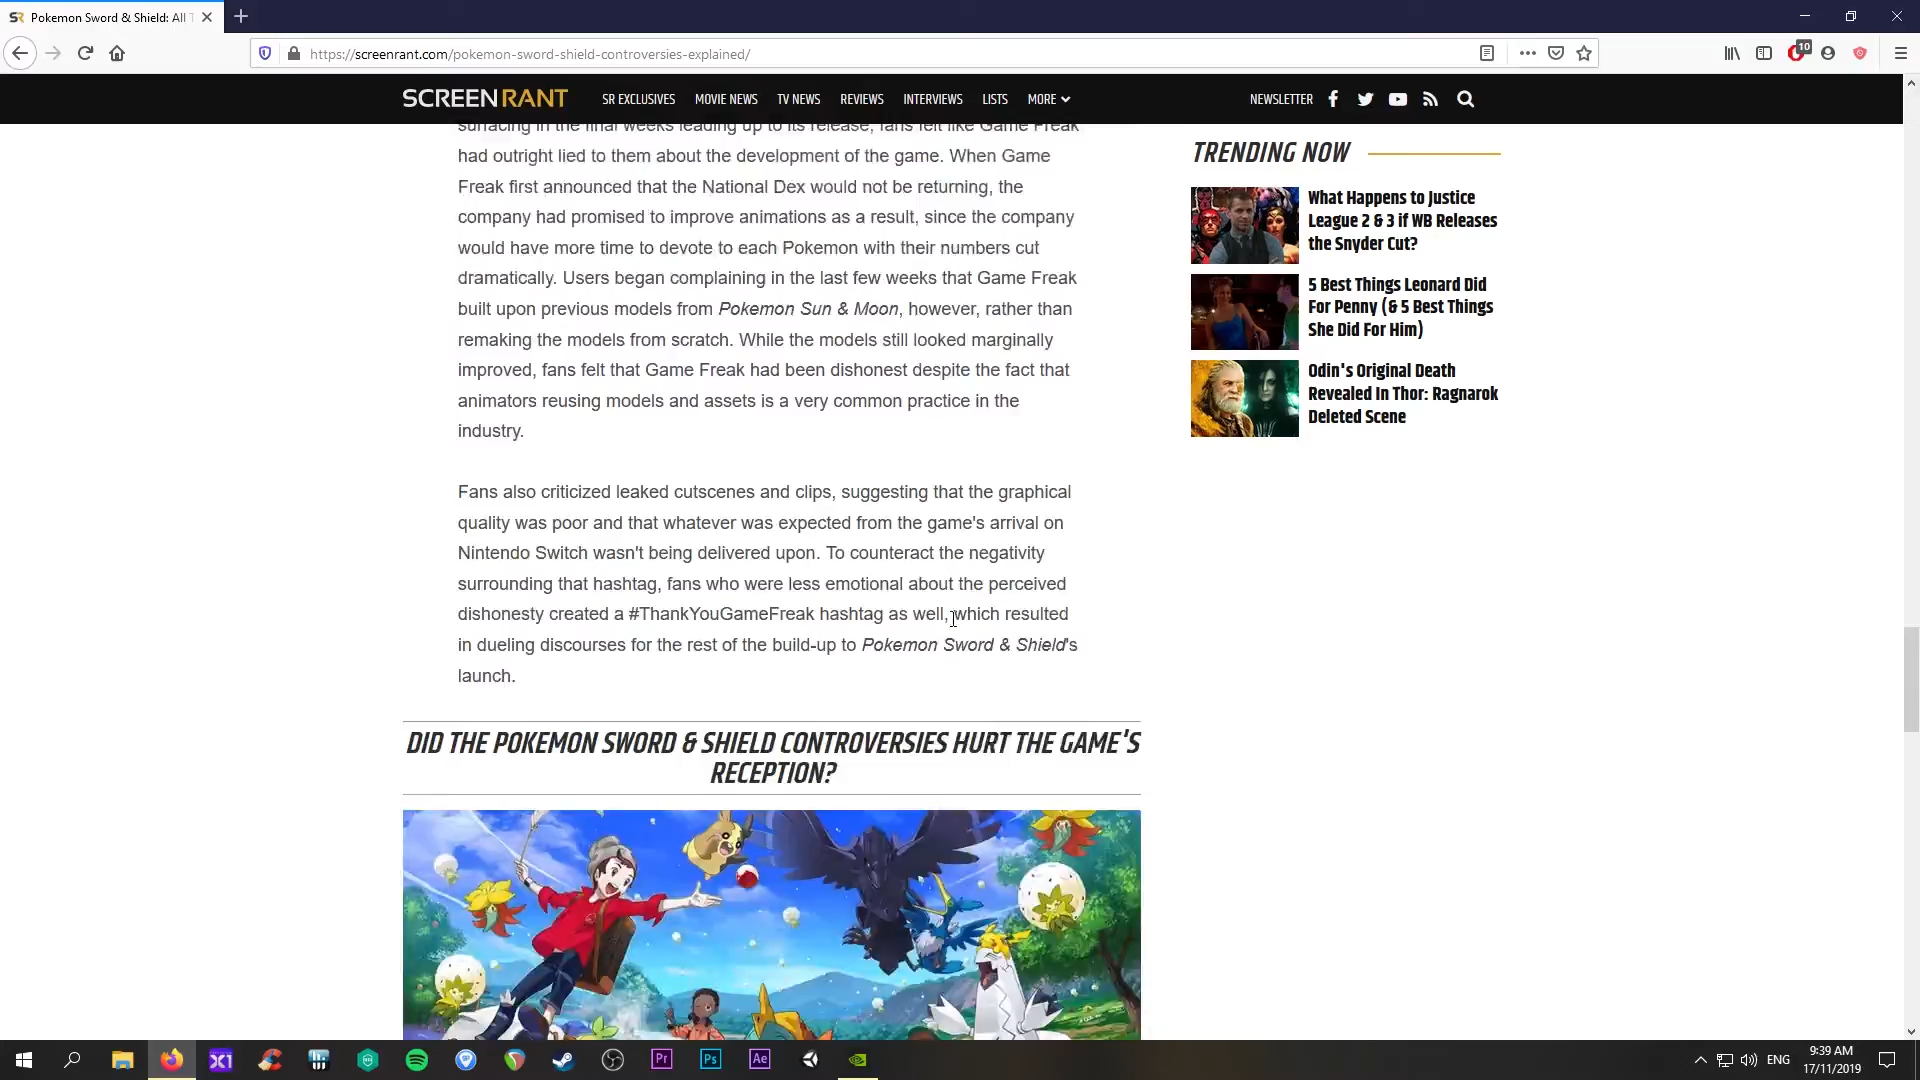 Pokemon Sword & Shield: All T
https://screenrant.com/pokemon-sword-shield-controversies-explained/
10
SCREENRANT
SR EXCLUSIVES MOVIE NEWS TV NEWS REVIEWS INTERVIEWS LISTS MORE
NEWSLETTER
surfacing in the final weeks leading up to its release, fans felt like Game Freak
had outright lied to them about the development of the game. When Game
Freak first announced that the National Dex would not be returning, the
company had promised to improve animations as a result, since the company
would have more time to devote to each Pokemon with their numbers cut
dramatically. Users began complaining in the last few weeks that Game Freak
built upon previous models from Pokemon Sun & Moon, however, rather than
remaking the models from scratch. While the models still looked marginally
improved, fans felt that Game Freak had been dishonest despite the fact that
animators reusing models and assets is a very common practice in the
industry.
Fans also criticized leaked cutscenes and clips, suggesting that the graphical
quality was poor and that whatever was expected from the game's arrival on
Nintendo Switch wasn't being delivered upon. To counteract the negativity
surrounding that hashtag, fans who were less emotional about the perceived
dishonesty created a #ThankYouGameFreak hashtag as well, which resulted
in dueling discourses for the rest of the build-up to Pokemon Sword & Shield's
launch.
DID THE POKEMON SWORD & SHIELD CONTROVERSIES HURT THE GAME'S
RECEPTION?
TRENDING NOW
What Happens to Justice
League 2 & 3 if WB Releases
the Snyder Cut?
5 Best Things Leonard Did
For Penny (& 5 Best Things
She Did For Him)
Odin's Original Death
Revealed In Thor: Ragnarok
Deleted Scene
X1
Pr
Ps
Ae
ENG
9:39 AM
17/11/2019